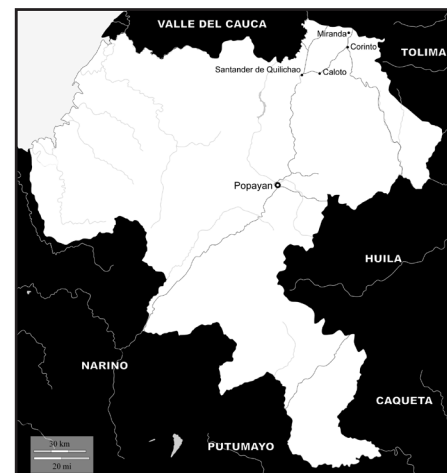 VALLE DEL CAUCA
Miranda
Corinto
TOLIMA
Santander de Quilichao
Caloto
Popayan
HUILA
NARINO
CAQUETA
PUTUMAYO
30 km
20 mi